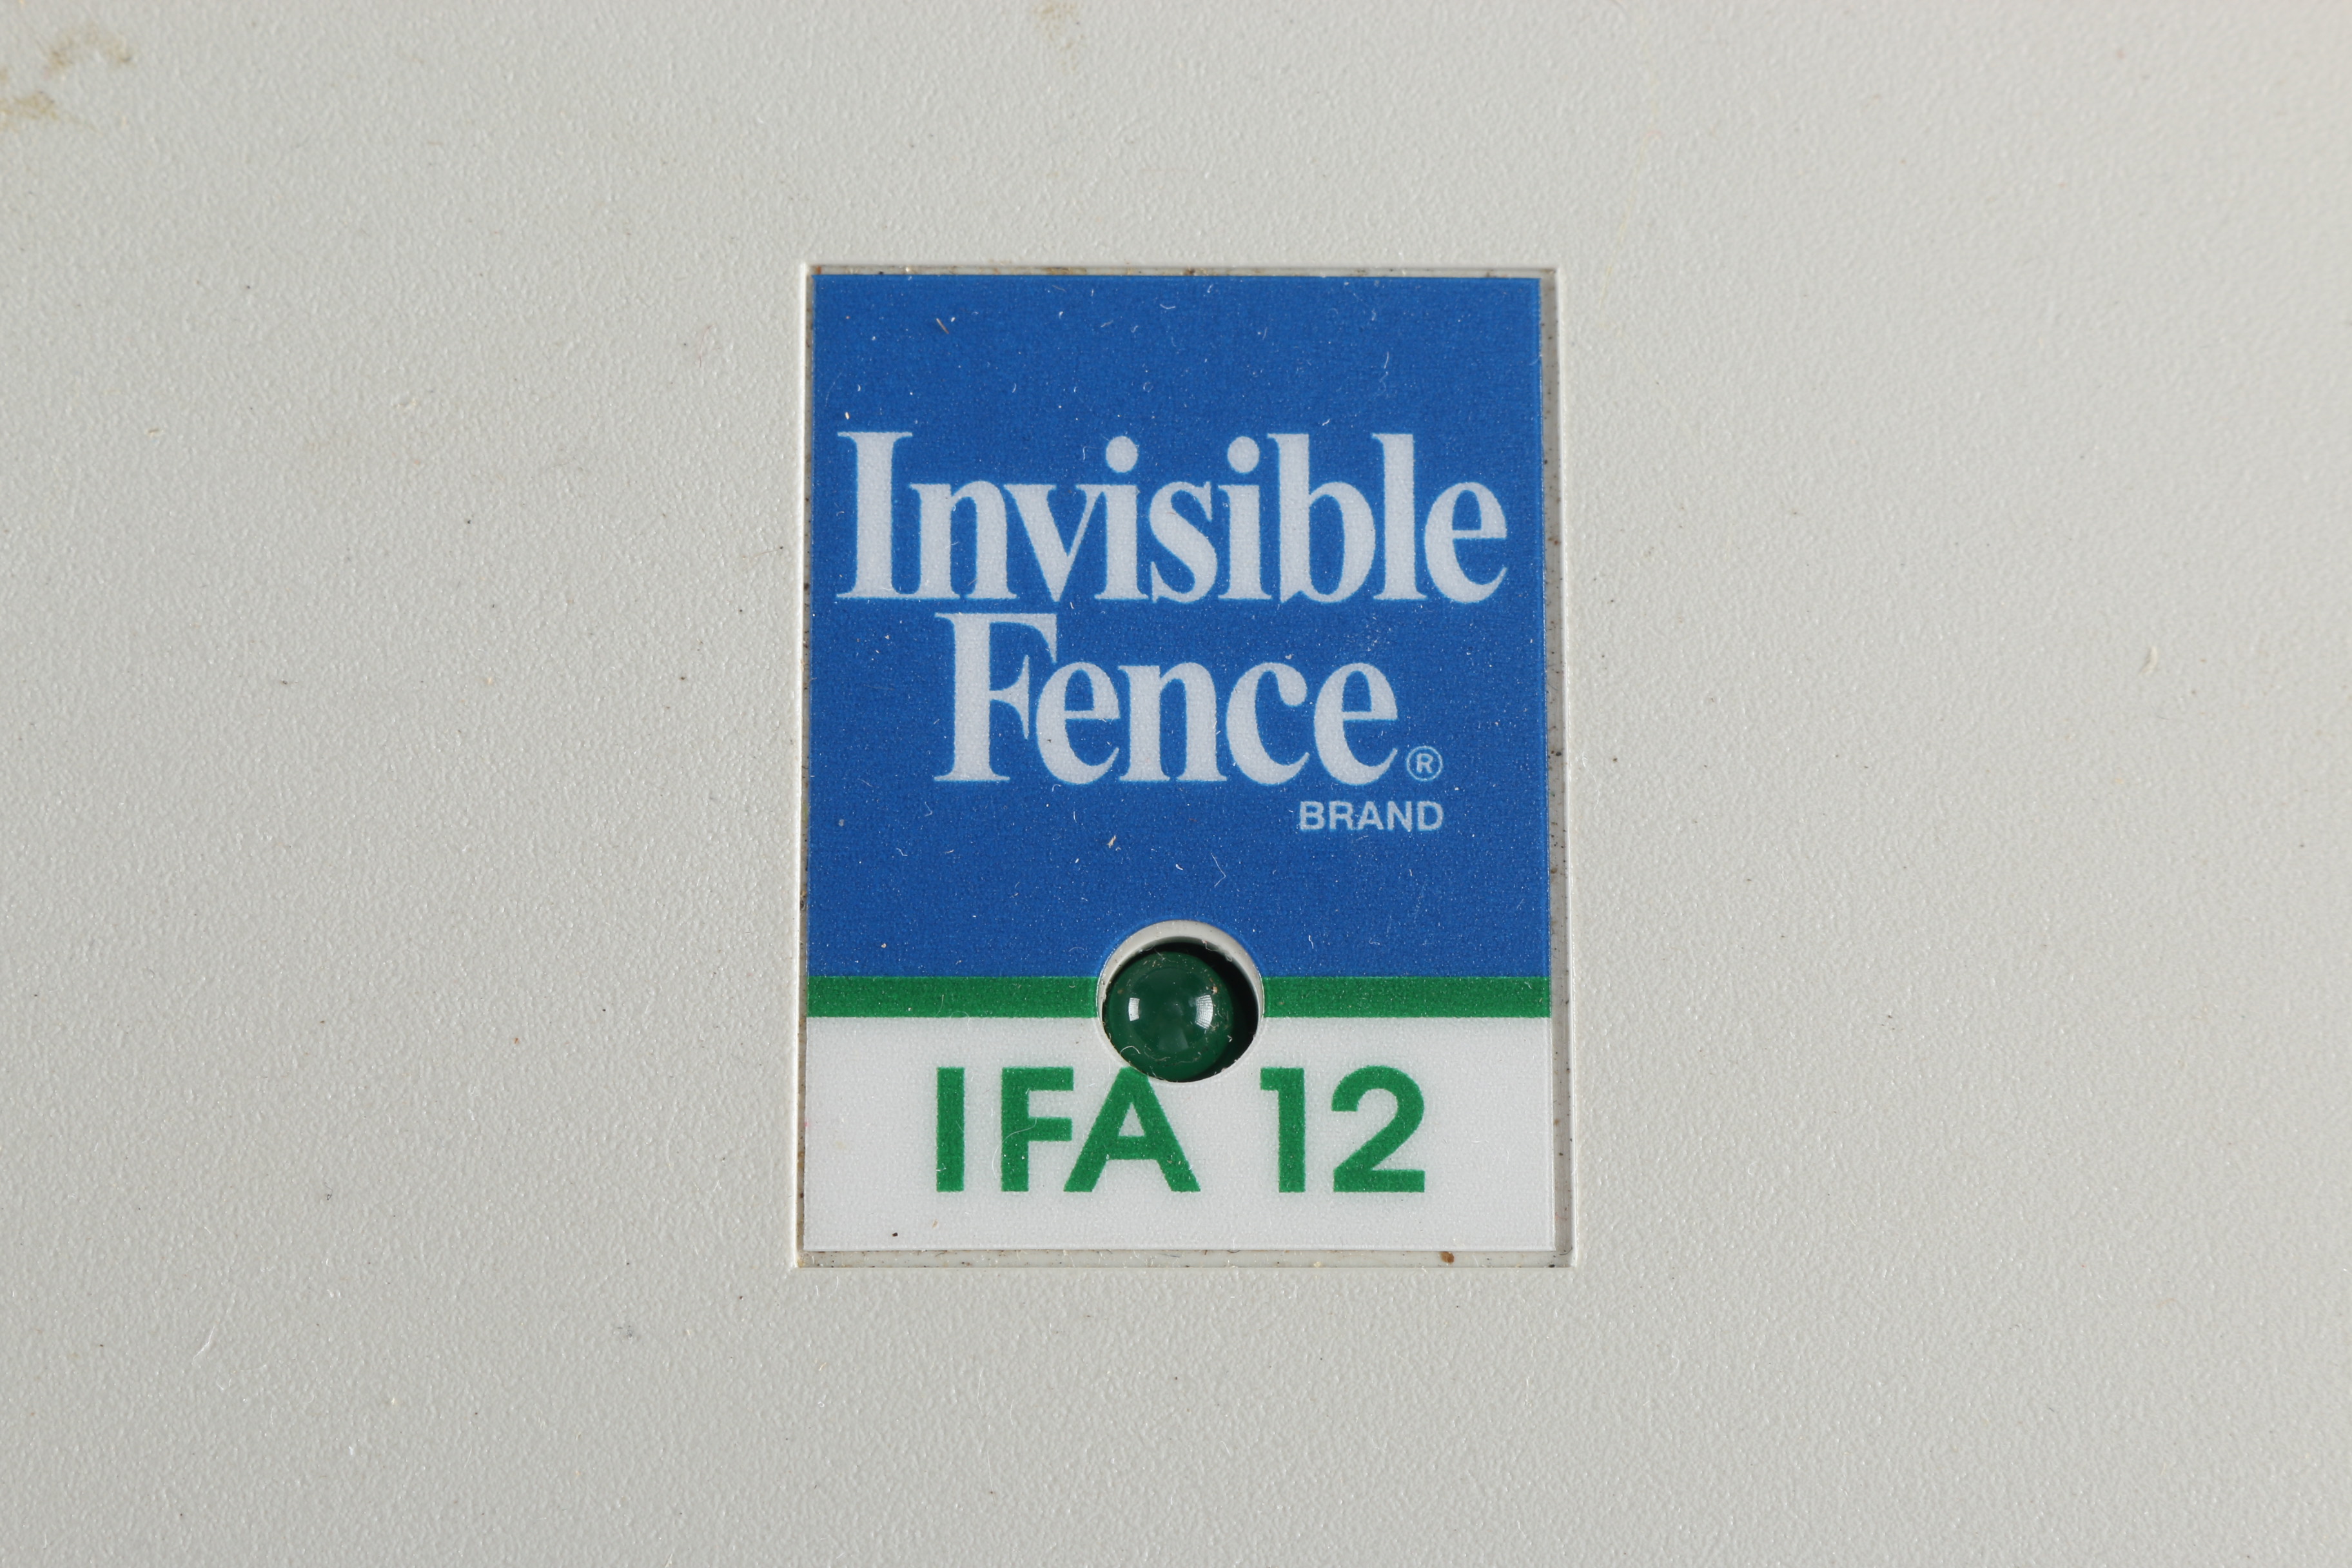 Invisible
Fence®
BRAND
IFA 12